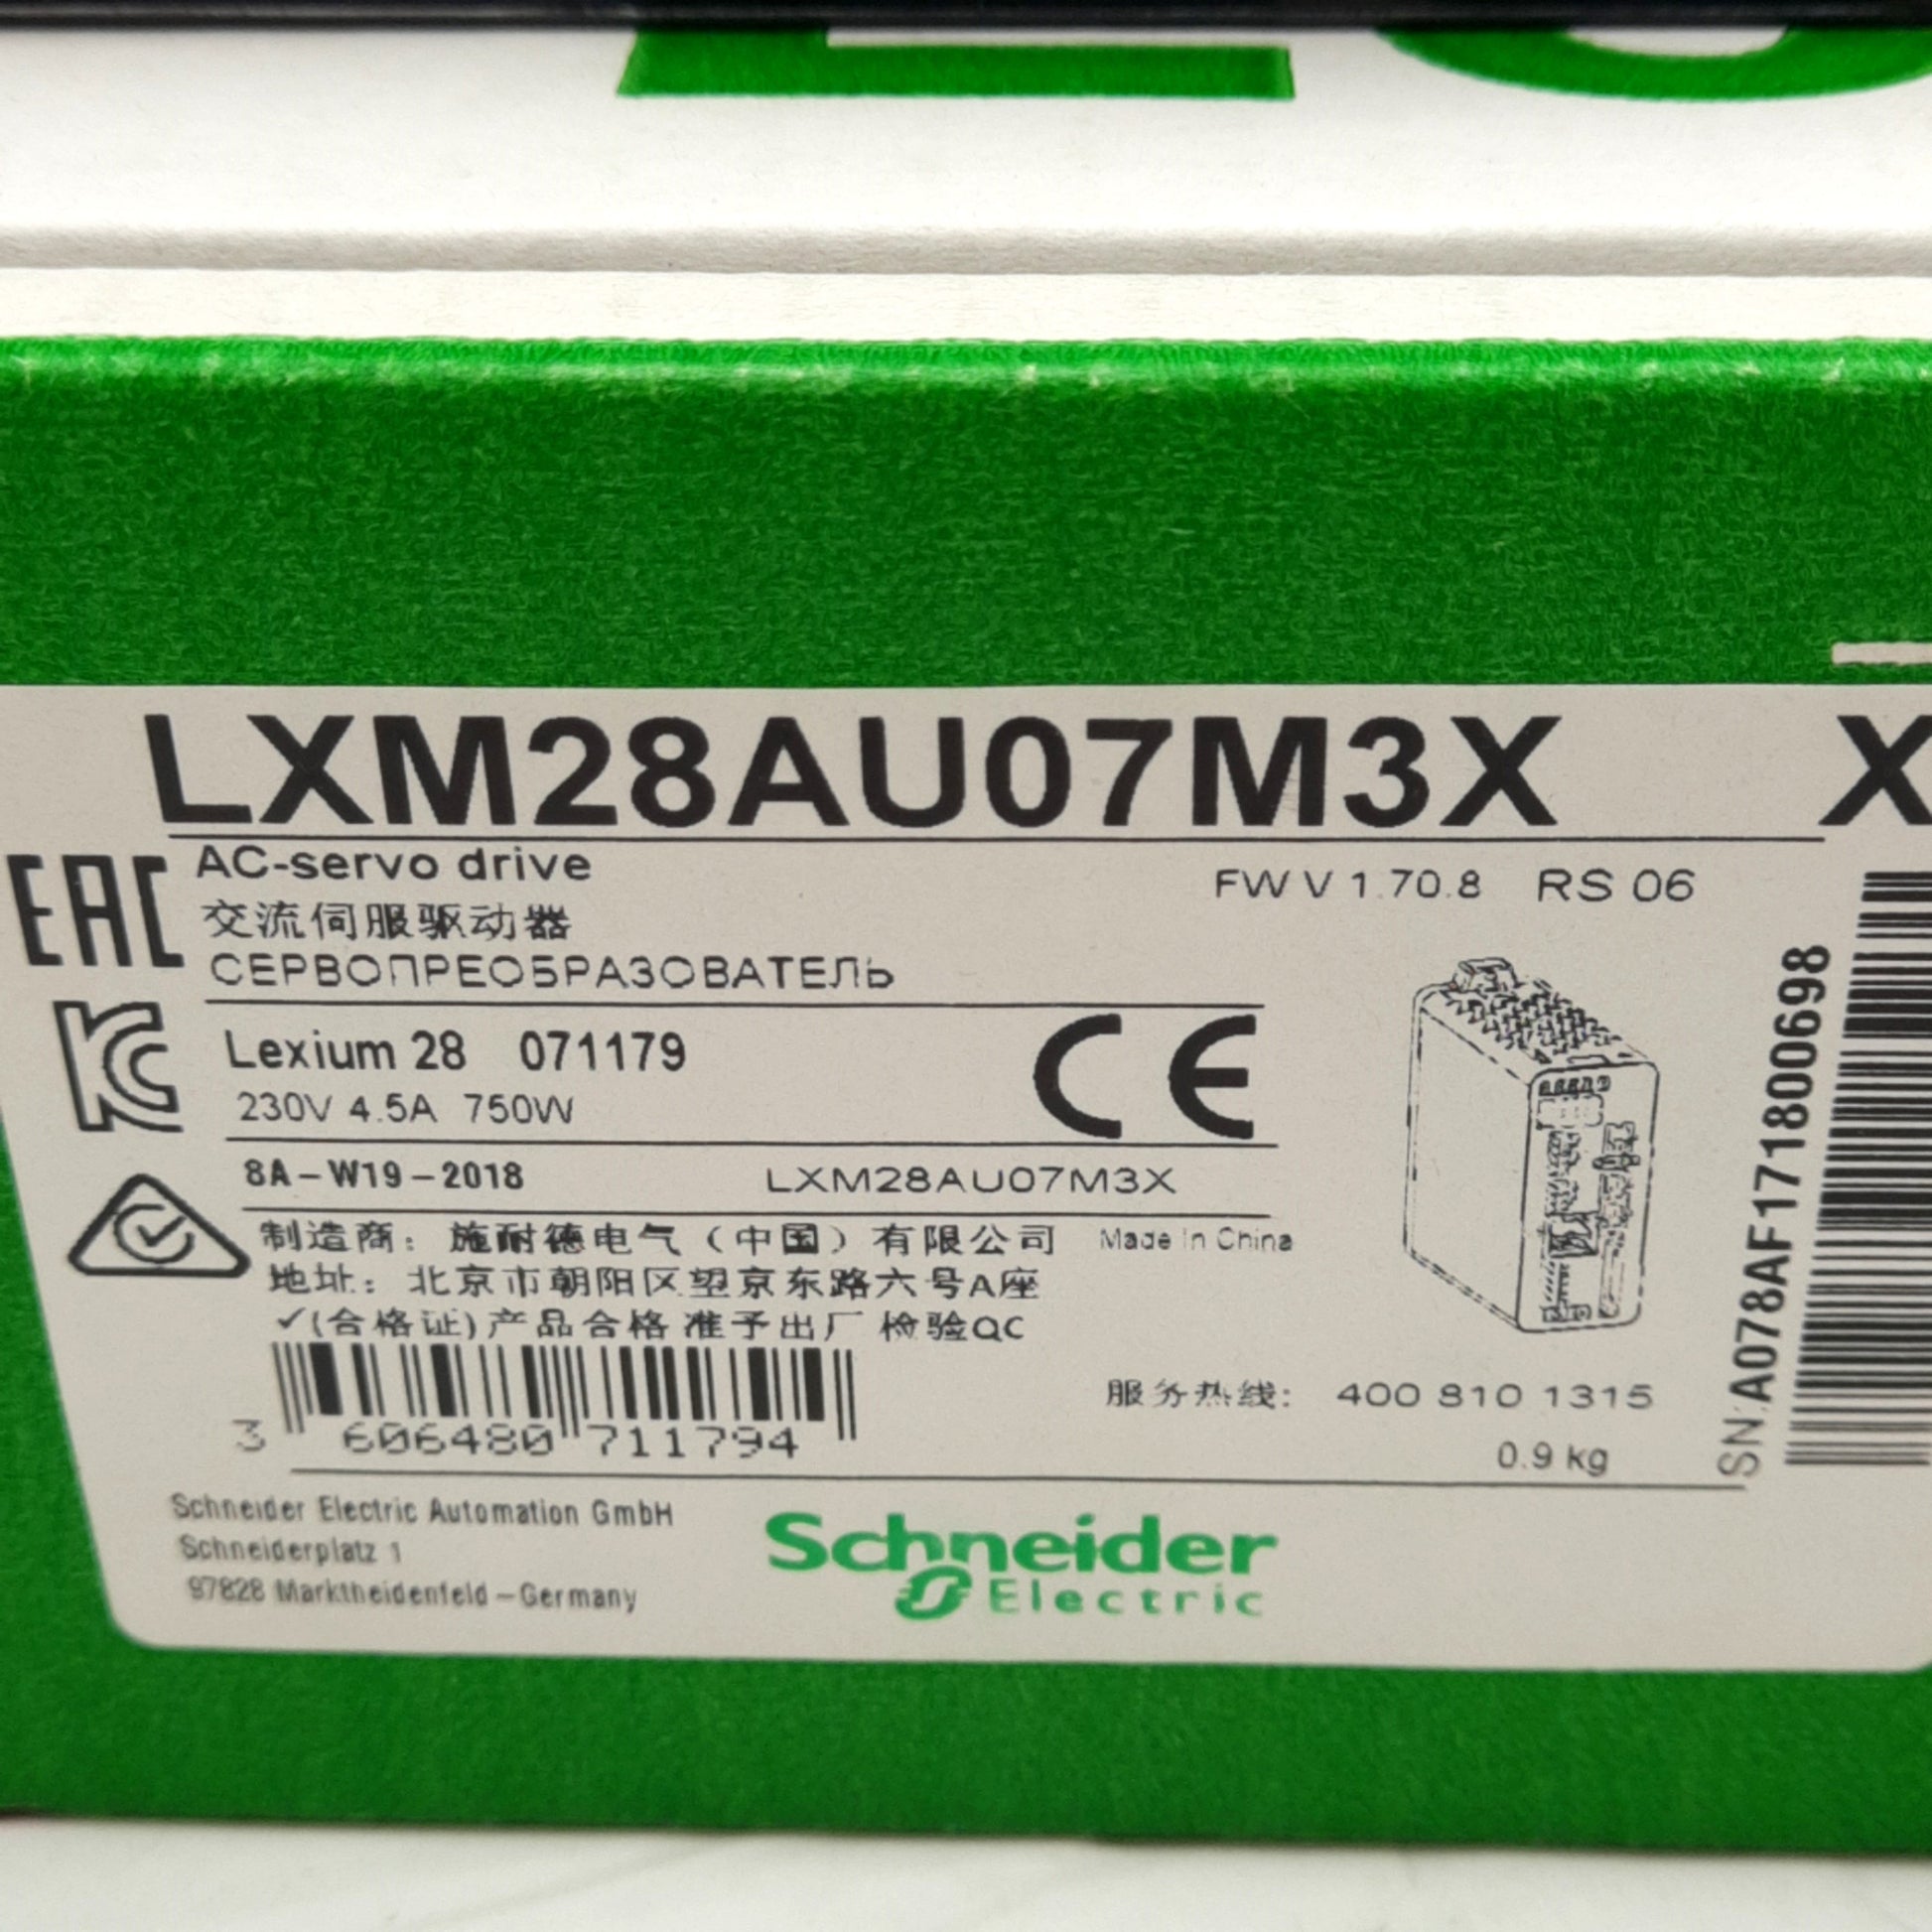 LXM28AU07M3X X
AC-servo drive
FW V 1.70.8 RS 06
交流伺服驱动器
СЕРВОПРЕОБРАЗОВАТЕЛЬ
EAC
Lexium 28 071179
230V 4.5A 750W
CE
8A-W19-2018 LXM28AU07M3X
制造商：施耐德电气（中国）有限公司 Made in China
地址：北京市朝阳区望京东路六号A座
✓(合格证)产品合格 准予出厂 检验QC
服务热线: 400 810 1315
3 606480 711794
0.9 kg
SN:A078AF171800698
Schneider Electric Automation GmbH
Schneiderplatz 1
97828 Marktheidenfeld – Germany
Schneider
Electric